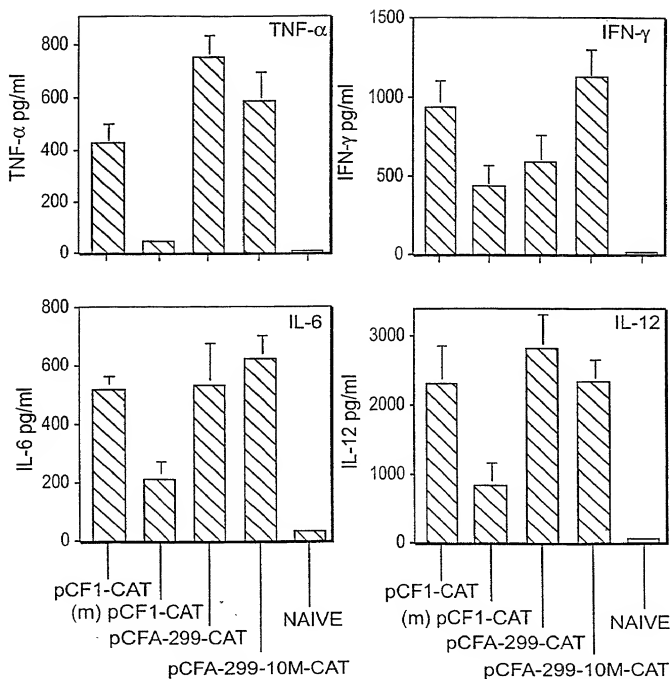 TNF-α
TNF-α pg/ml
800
600
400
200
0
IFN-γ
IFN-γ pg/ml
1500
1000
500
0
IL-6
IL-6 pg/ml
800
600
400
200
0
IL-12
IL-12 pg/ml
3000
2000
1000
0
pCF1-CAT
(m) pCF1-CAT
pCFA-299-CAT
pCFA-299-10M-CAT
NAIVE
pCF1-CAT
(m) pCF1-CAT
pCFA-299-CAT
pCFA-299-10M-CAT
NAIVE